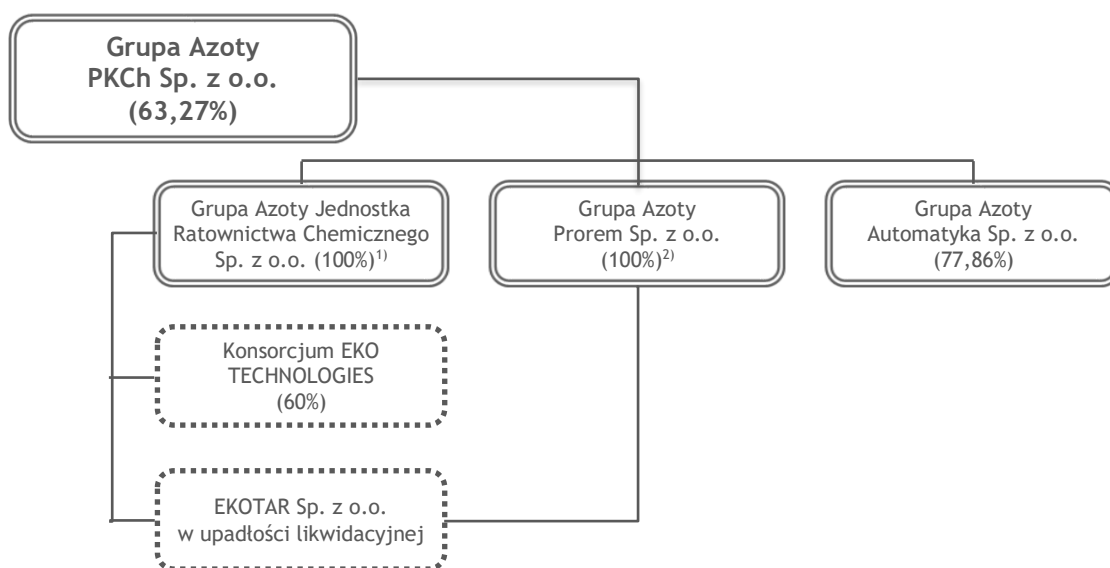 Grupa Azoty
PKCh Sp. z o.o.
(63,27%)
Grupa Azoty Jednostka
Ratownictwa Chemicznego
Sp. z o.o. (100%)1)
Grupa Azoty
Prorem Sp. z o.o.
(100%)2)
Grupa Azoty
Automatyka Sp. z o.o.
(77,86%)
Konsorcjum EKO
TECHNOLOGIES
(60%)
EKOTAR Sp. z o.o.
w upadłości likwidacyjnej